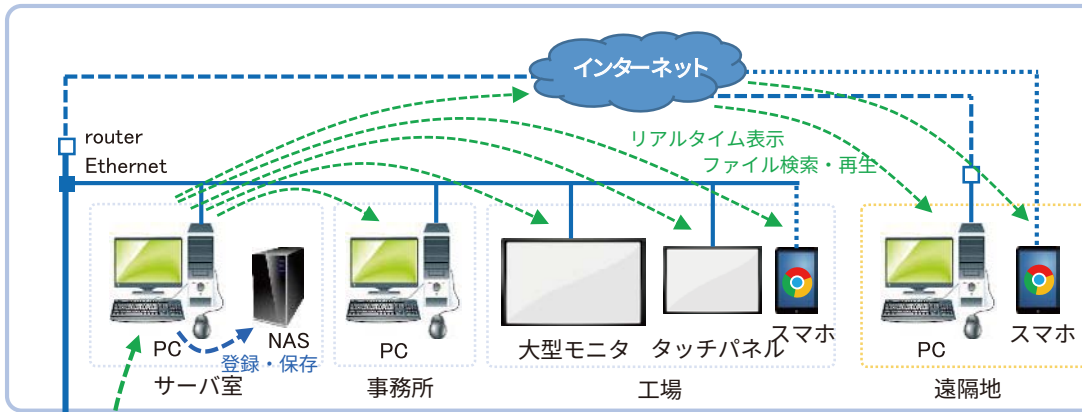 インターネット
router
Ethernet
リアルタイム表示
ファイル検索・再生
PC
NAS
登録・保存
サーバ室
PC
事務所
大型モニタ
タッチパネル
スマホ
工場
PC
スマホ
遠隔地